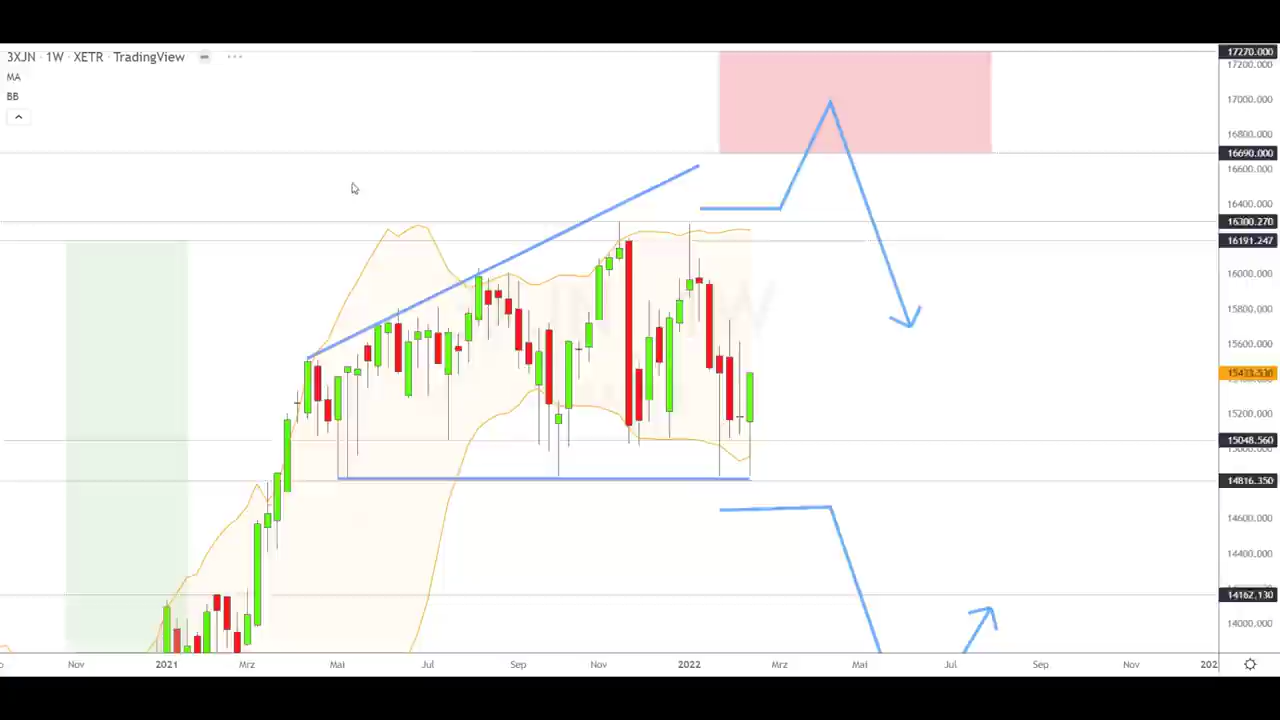 3XJN · 1W · XETR · TradingView
MA
BB
17270.000
17200.000
17000.000
16800.000
16690.000
16600.000
16400.000
16300.270
16191.247
16000.000
15800.000
15600.000
15200.000
15048.560
14816.350
14600.000
14400.000
14162.130
14000.000
Nov
2021
Mrz
Mai
Jul
Sep
Nov
2022
Mrz
Mai
Jul
Sep
Nov
202